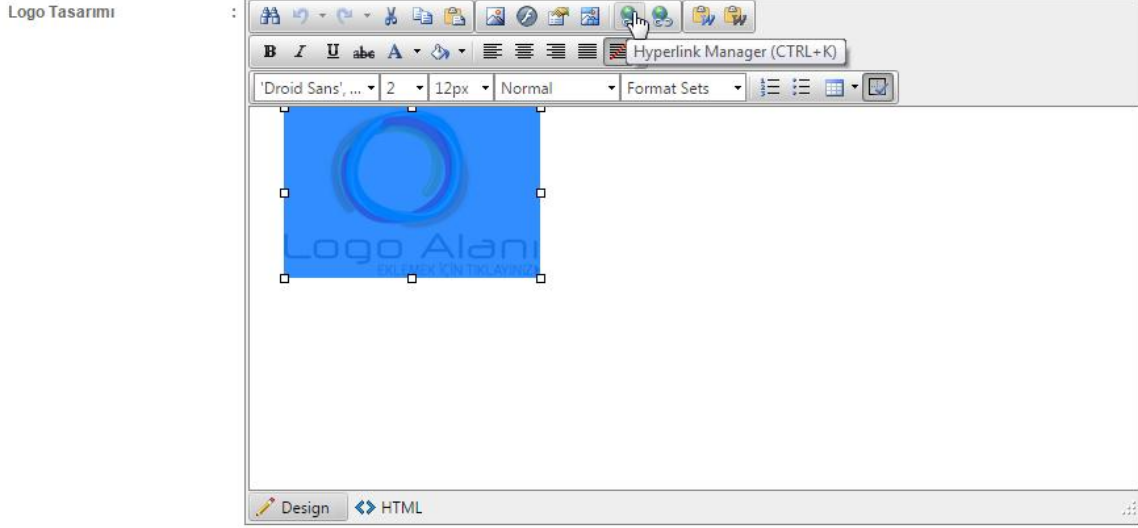 Logo Tasarımı :
Hyperlink Manager (CTRL+K)
B I U abc A
'Droid Sans', ... 2 12px Normal Format Sets
Logo Alanı
EKLEMEK İÇİN TIKLAYINIZ
Design HTML